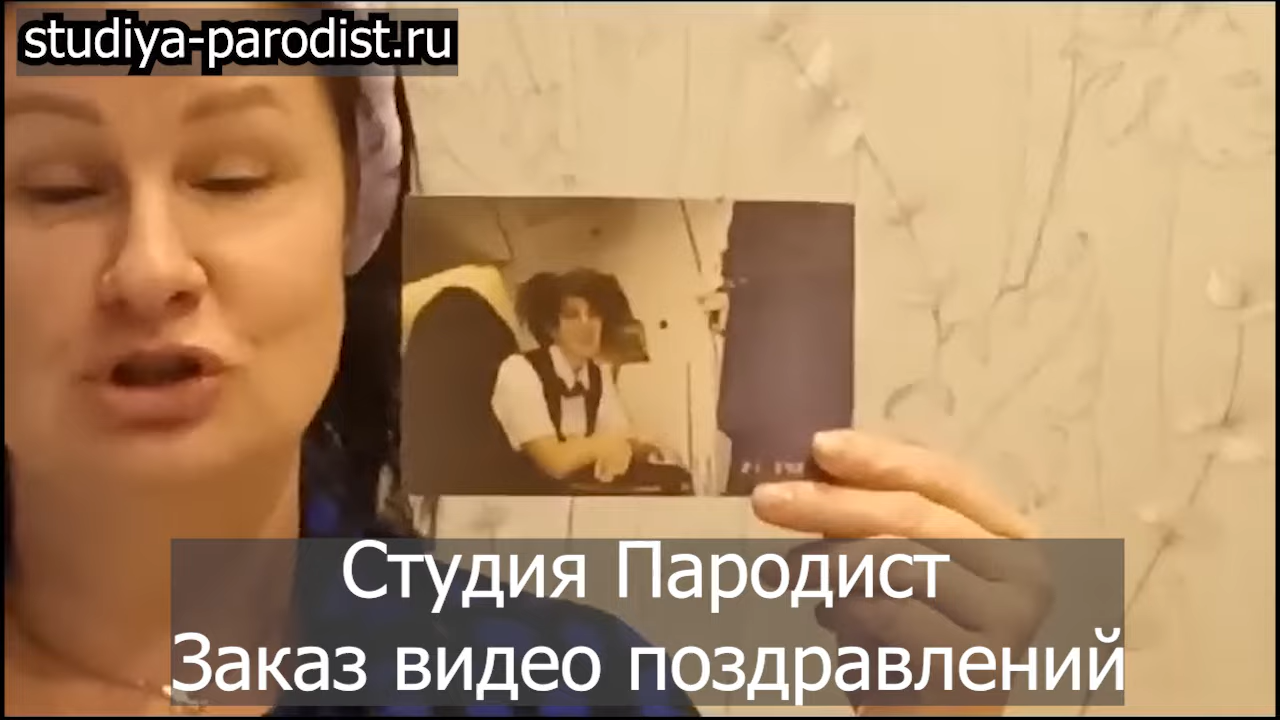 studiya-parodist.ru
Студия Пародист
Заказ видео поздравлений